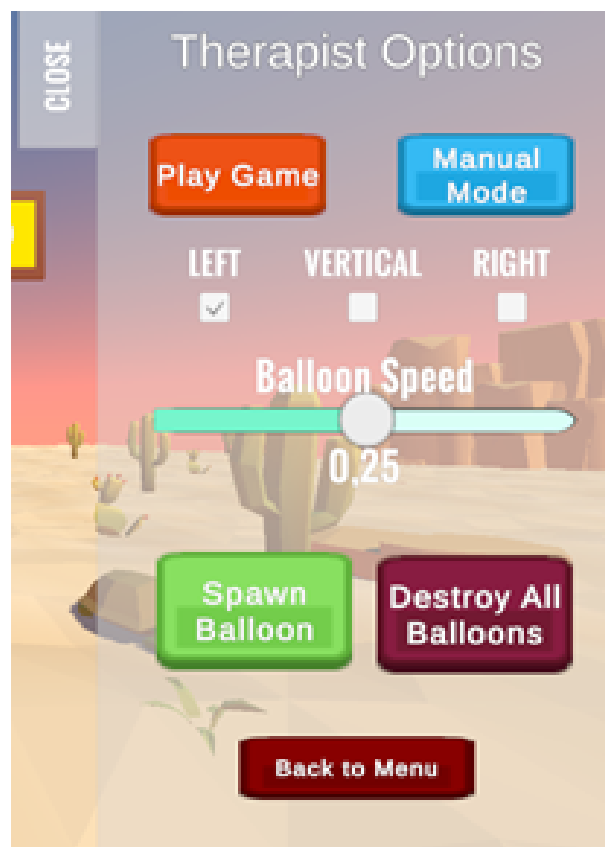 CLOSE
Therapist Options
Play Game
Manual
Mode
LEFT
VERTICAL
RIGHT
Balloon Speed
0,25
Spawn
Balloon
Destroy All
Balloons
Back to Menu